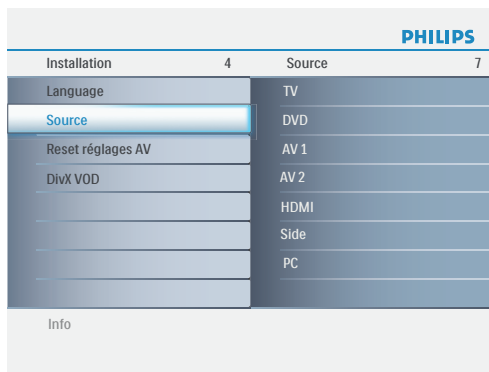 PHILIPS
Installation 4
Source 7
Language
Source
Reset réglages AV
DivX VOD
TV
DVD
AV 1
AV 2
HDMI
Side
PC
Info